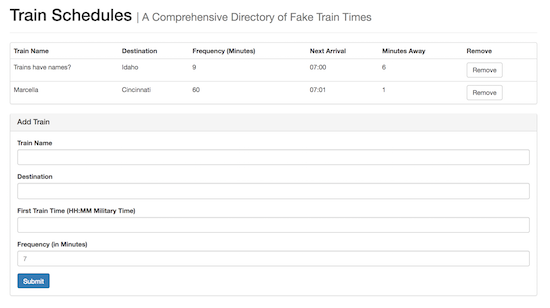 Train Schedules | A Comprehensive Directory of Fake Train Times
Train Name Destination Frequency (Minutes) Next Arrival Minutes Away Remove
Trains have names? Idaho 9 07:00 6 Remove
Marcella Cincinnati 60 07:01 1 Remove
Add Train
Train Name
Destination
First Train Time (HH:MM Military Time)
Frequency (in Minutes)
7
Submit